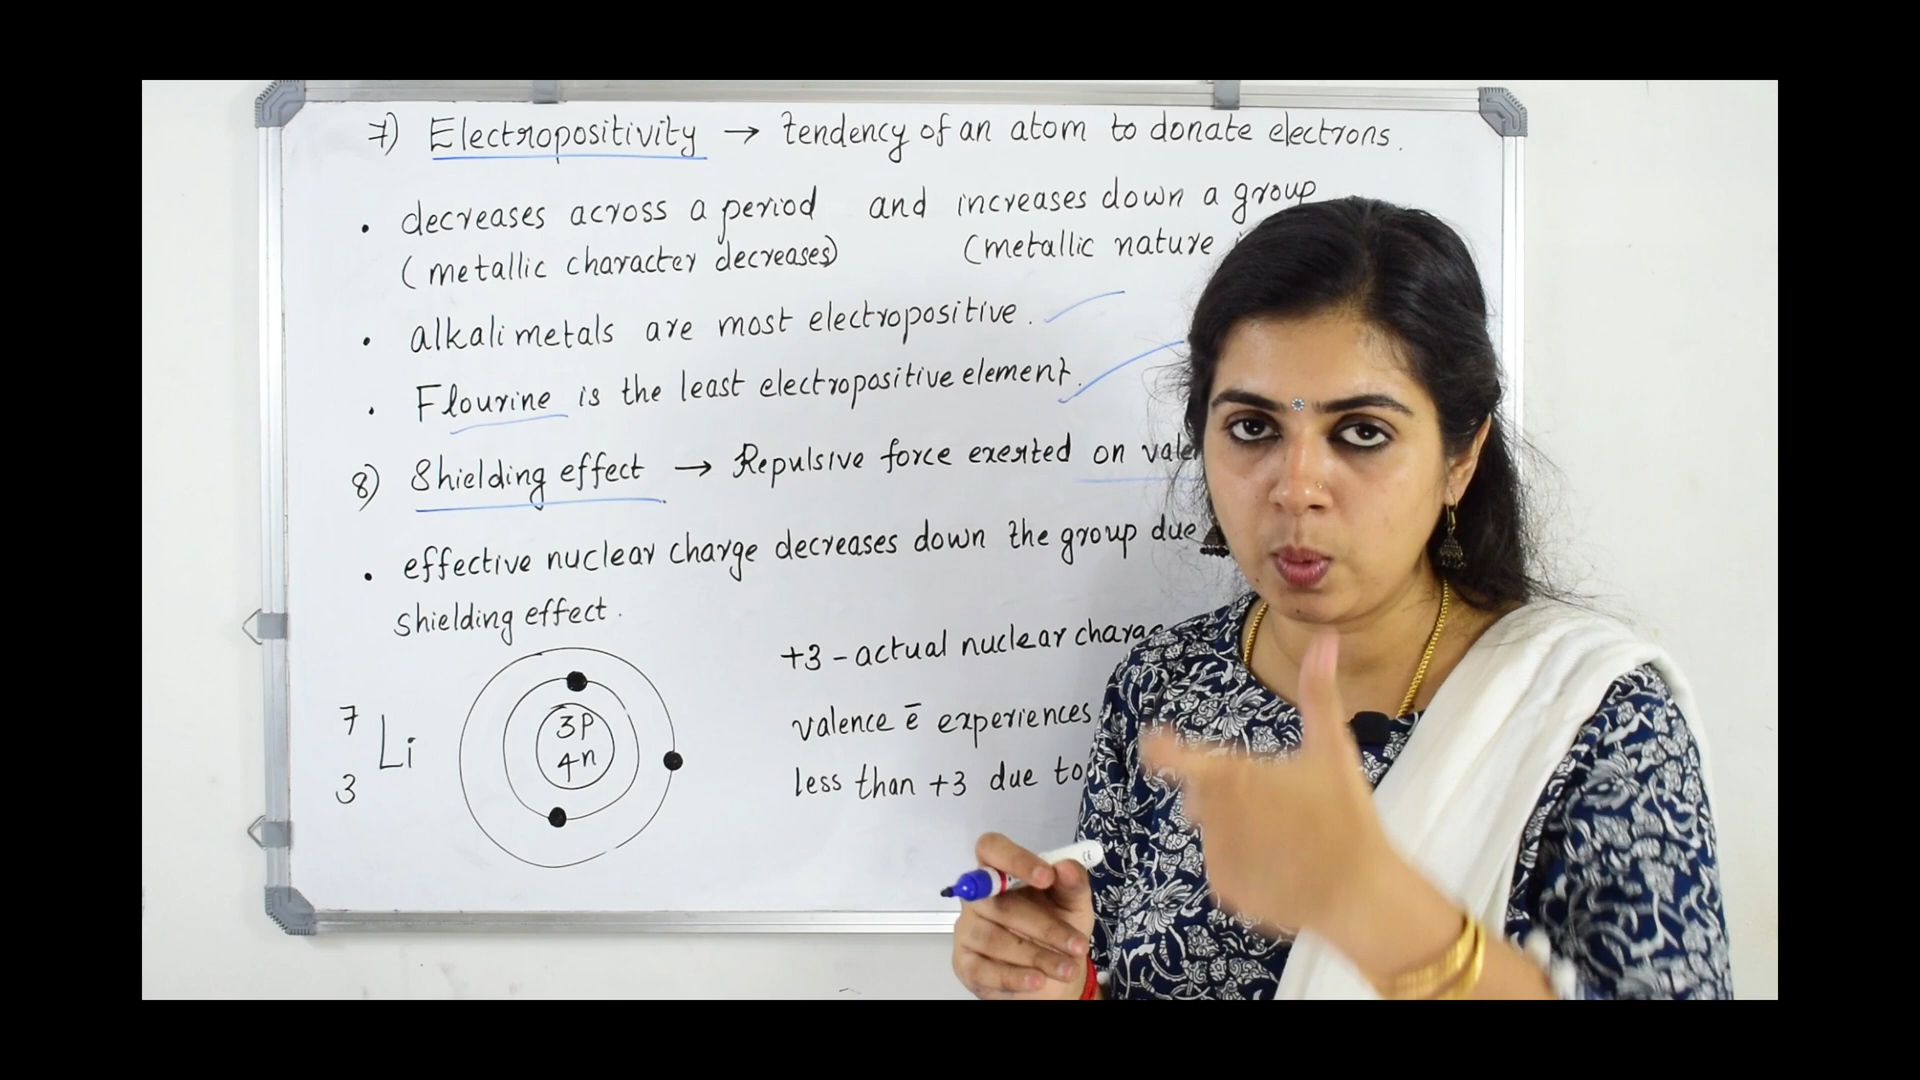 7) Electropositivity → tendency of an atom to donate electrons.
• decreases across a period and increases down a group
(metallic character decreases) (metallic nature
• alkali metals are most electropositive.
• Flourine is the least electropositive element.
8) Shielding effect → Repulsive force exerted on
• effective nuclear charge decreases down the group due
shielding effect.
+3 - actual nuclear
7
Li
3
3P
4n
valence ē experiences
less than +3 due to
CE